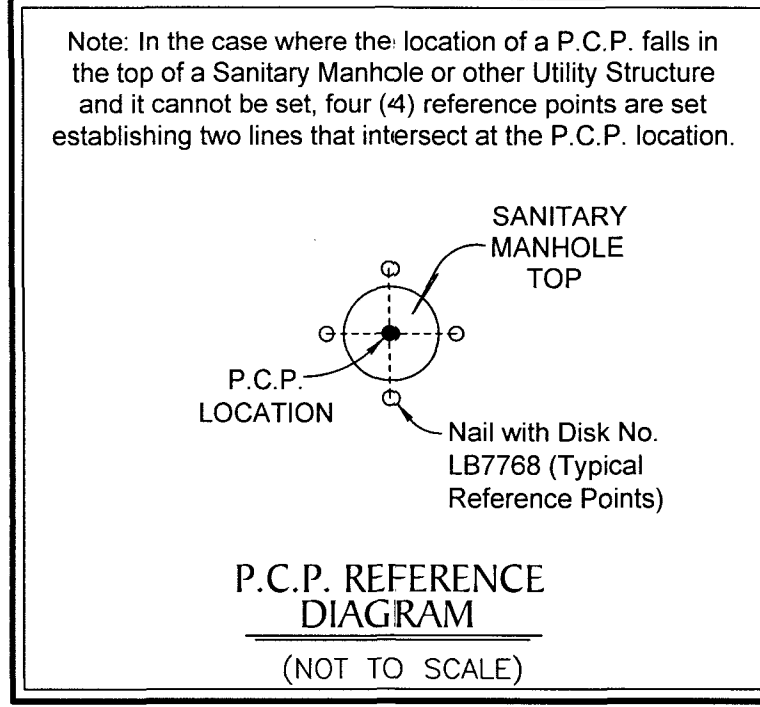 Note: In the case where the location of a P.C.P. falls in
the top of a Sanitary Manhole or other Utility Structure
and it cannot be set, four (4) reference points are set
establishing two lines that intersect at the P.C.P. location.
SANITARY
MANHOLE
TOP
P.C.P.
LOCATION
Nail with Disk No.
LB7768 (Typical
Reference Points)
P.C.P. REFERENCE
DIAGRAM
(NOT TO SCALE)